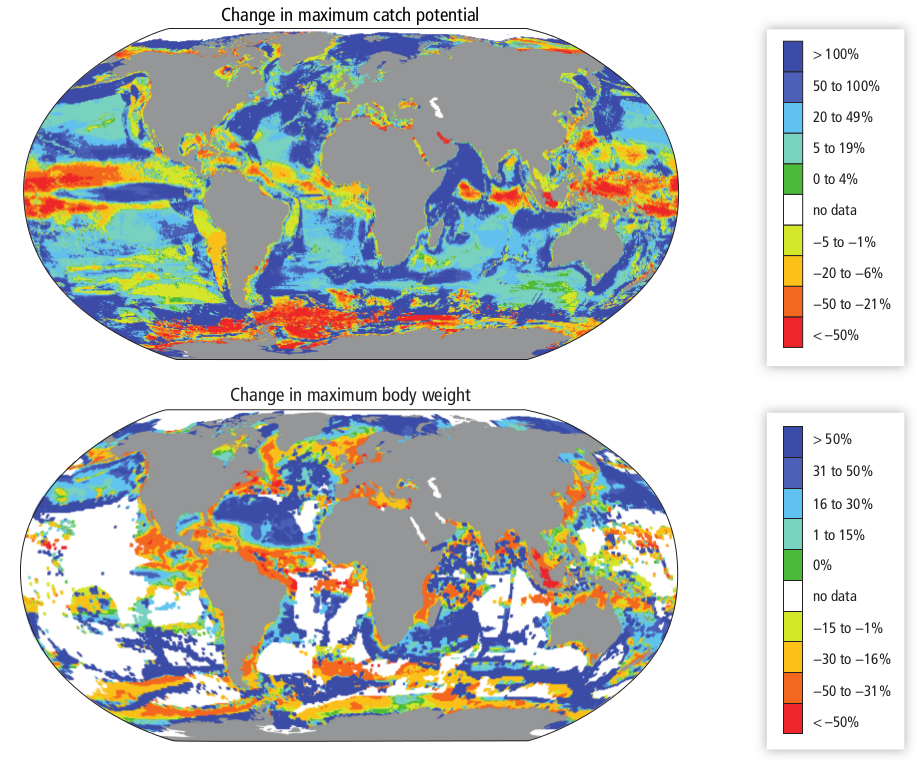 Change in maximum catch potential
> 100%
50 to 100%
20 to 49%
5 to 19%
0 to 4%
no data
−5 to −1%
−20 to −6%
−50 to −21%
< −50%
Change in maximum body weight
> 50%
31 to 50%
16 to 30%
1 to 15%
0%
no data
−15 to −1%
−30 to −16%
−50 to −31%
< −50%